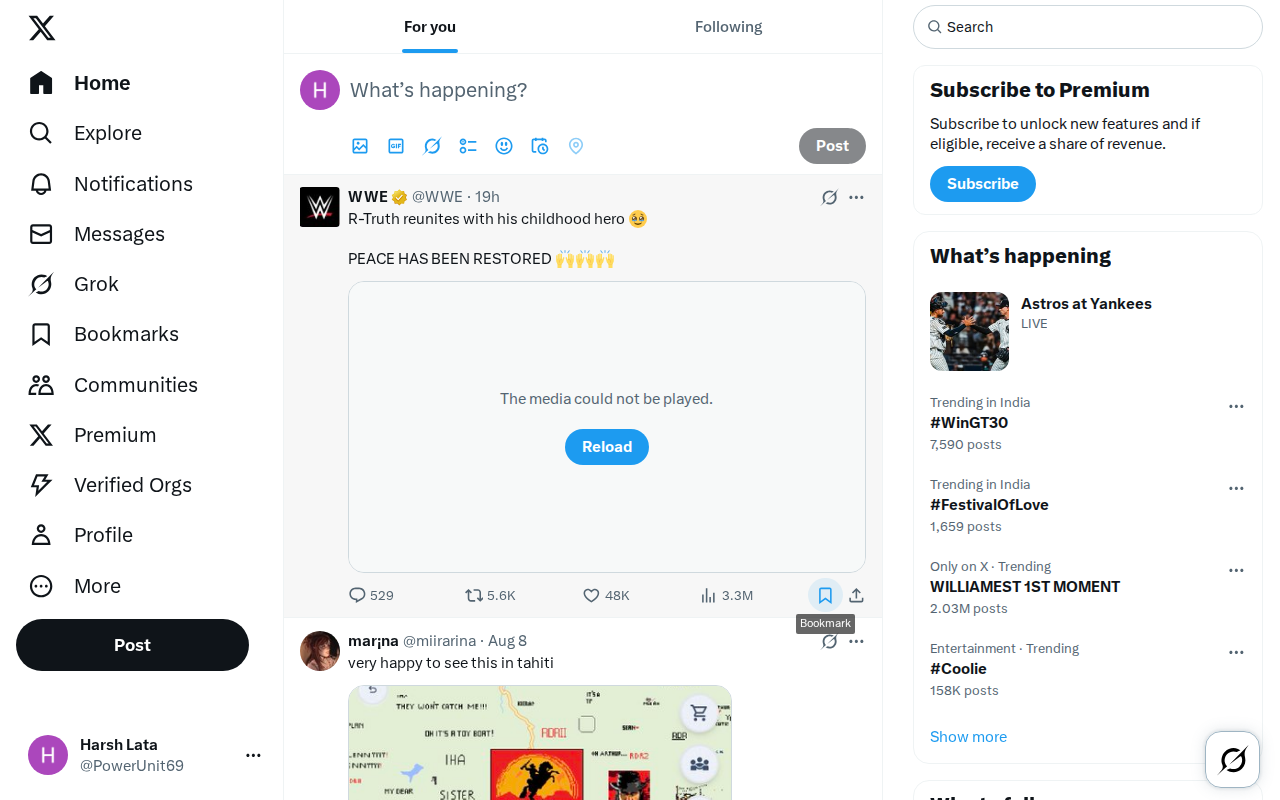 Home
Explore
Notifications
Messages
Grok
Bookmarks
Communities
Premium
Verified Orgs
Profile
More
Post
H
Harsh Lata
@PowerUnit69
For you
Following
H
What's happening?
GIF
Post
WWE @WWE · 19h
R-Truth reunites with his childhood hero 🥹
PEACE HAS BEEN RESTORED 🙌🙌🙌
The media could not be played.
Reload
529
5.6K
48K
3.3M
Bookmark
mar¡na @miirarina · Aug 8
very happy to see this in tahiti
THEY WON'T CATCH ME!!!
IT'S A
OH IT'S A TOY BOAT!
RDR2
IHA
SISTER
MY DEAR
Search
Subscribe to Premium
Subscribe to unlock new features and if
eligible, receive a share of revenue.
Subscribe
What's happening
Astros at Yankees
LIVE
Trending in India
#WinGT30
7,590 posts
Trending in India
#FestivalOfLove
1,659 posts
Only on X · Trending
WILLIAMEST 1ST MOMENT
2.03M posts
Entertainment · Trending
#Coolie
158K posts
Show more